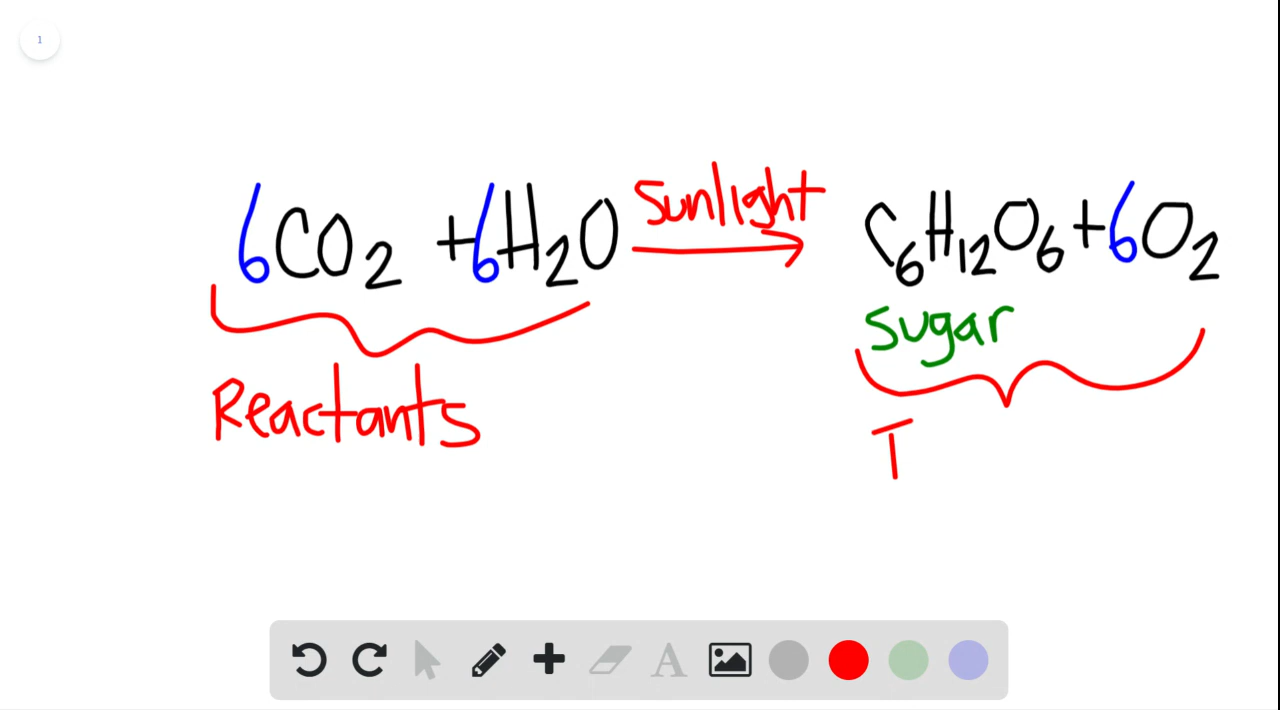 1
Sunlight
6CO₂ + 6H₂O → C₆H₁₂O₆ + 6O₂
sugar
Reactants
T
A